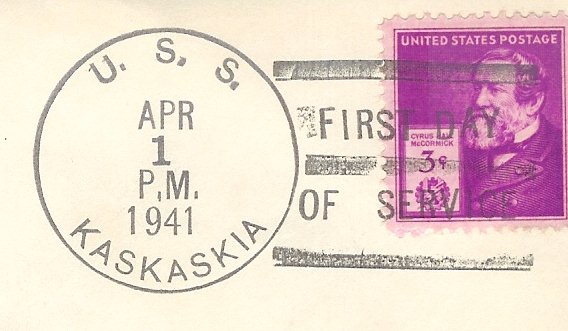 U. S. S.
APR
1
P.M.
1941
KASKASKIA
FIRST DAY
OF SERVICE
UNITED STATES POSTAGE
CYRUS H.
McCORMICK
3¢